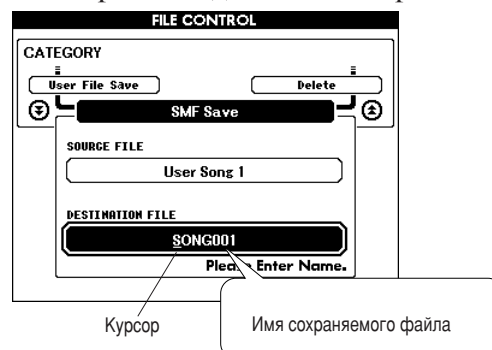 FILE CONTROL
CATEGORY
User File Save
Delete
SMF Save
SOURCE FILE
User Song 1
DESTINATION FILE
SONG001
Please Enter Name.
Курсор
Имя сохраняемого файла